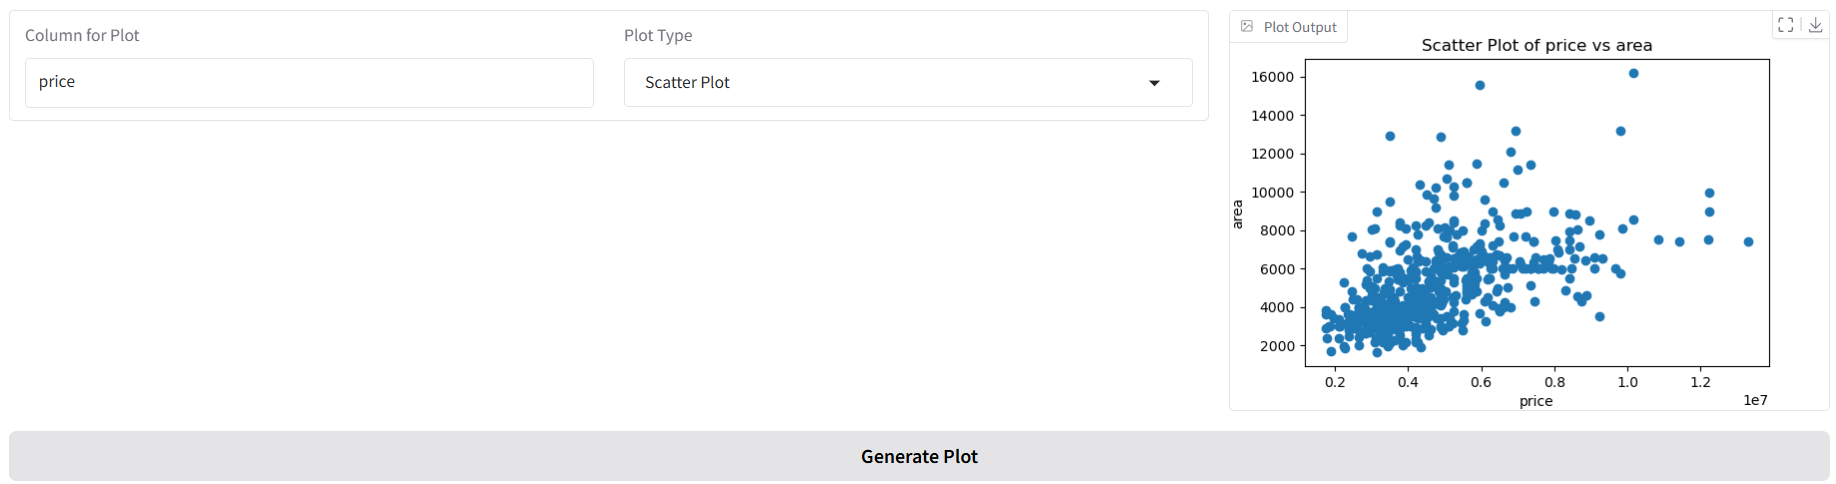 Column for Plot
price
Plot Type
Scatter Plot
Plot Output
Scatter Plot of price vs area
16000
14000
12000
10000
8000
6000
4000
2000
area
0.2 0.4 0.6 0.8 1.0 1.2
1e7
price
Generate Plot